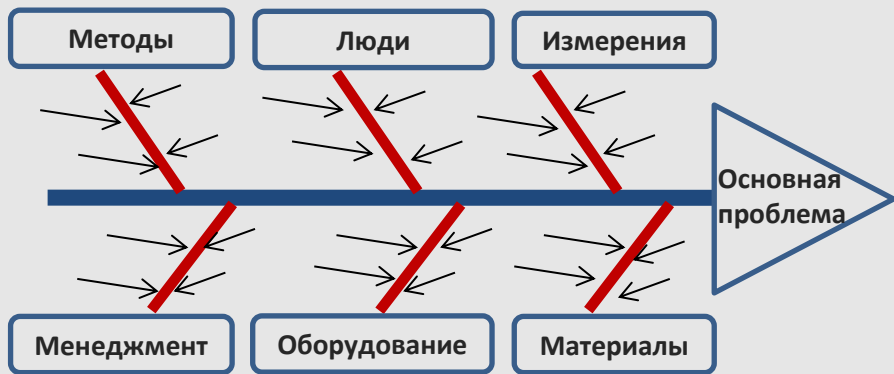 Методы
Люди
Измерения
Основная
проблема
Менеджмент
Оборудование
Материалы